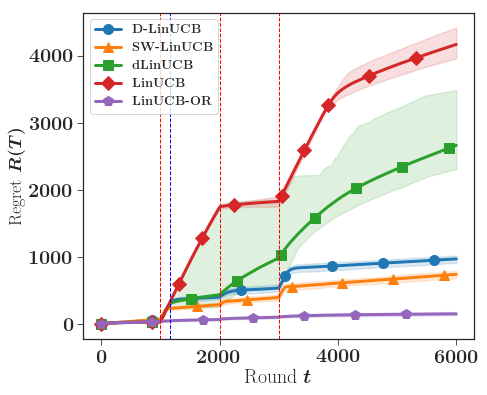 D-LinUCB
SW-LinUCB
dLinUCB
LinUCB
LinUCB-OR
4000
3000
2000
1000
0
Regret R(T)
0 2000 4000 6000
Round t